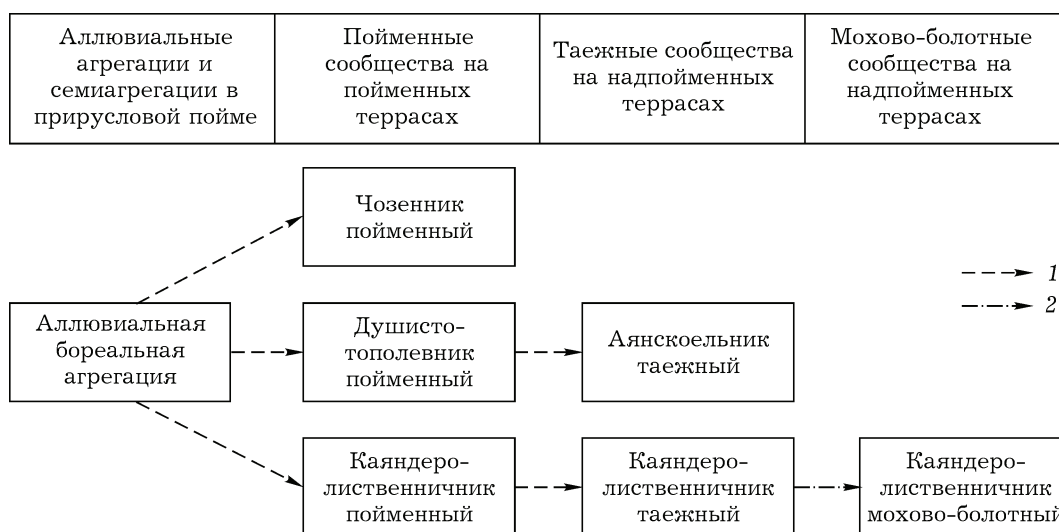 Аллювиальные
агрегации и
семиагрегации в
прирусловой пойме
Пойменные
сообщества на
пойменных
террасах
Таежные сообщества
на надпойменных
террасах
Мохово-болотные
сообщества на
надпойменных
террасах
Чозенник
пойменный
1
2
Аллювиальная
бореальная
агрегация
Душисто-
тополевник
пойменный
Аянскоельник
таежный
Каяндеро-
лиственничник
пойменный
Каяндеро-
лиственничник
таежный
Каяндеро-
лиственничник
мохово-болотный